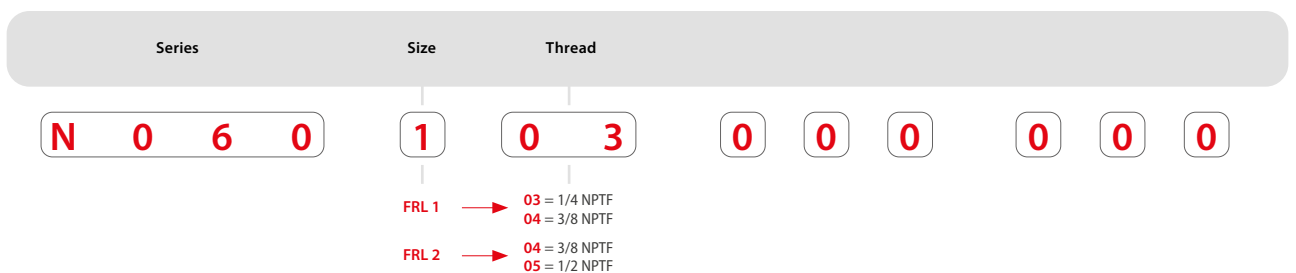 Series Size Thread
N 0 6 0 1 0 3 0 0 0 0 0 0
FRL 1 03 = 1/4 NPTF
04 = 3/8 NPTF
FRL 2 04 = 3/8 NPTF
05 = 1/2 NPTF